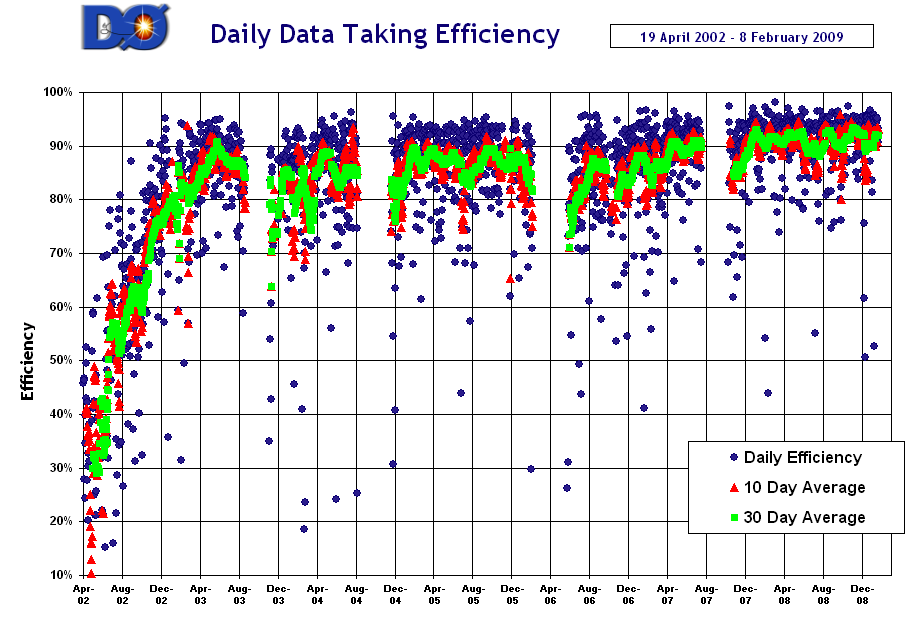 DØ
Daily Data Taking Efficiency
19 April 2002 - 8 February 2009
100%
90%
80%
70%
60%
50%
40%
30%
20%
10%
Efficiency
Apr-02 Aug-02 Dec-02 Apr-03 Aug-03 Dec-03 Apr-04 Aug-04 Dec-04 Apr-05 Aug-05 Dec-05 Apr-06 Aug-06 Dec-06 Apr-07 Aug-07 Dec-07 Apr-08 Aug-08 Dec-08
Daily Efficiency
10 Day Average
30 Day Average